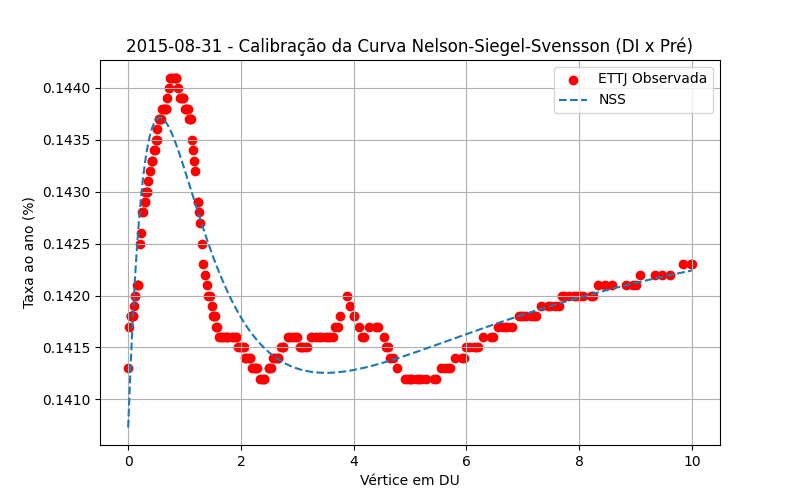 2015-08-31 - Calibração da Curva Nelson-Siegel-Svensson (DI x Pré)
ETTJ Observada
NSS
Taxa ao ano (%)
0.1440
0.1435
0.1430
0.1425
0.1420
0.1415
0.1410
0 2 4 6 8 10
Vértice em DU